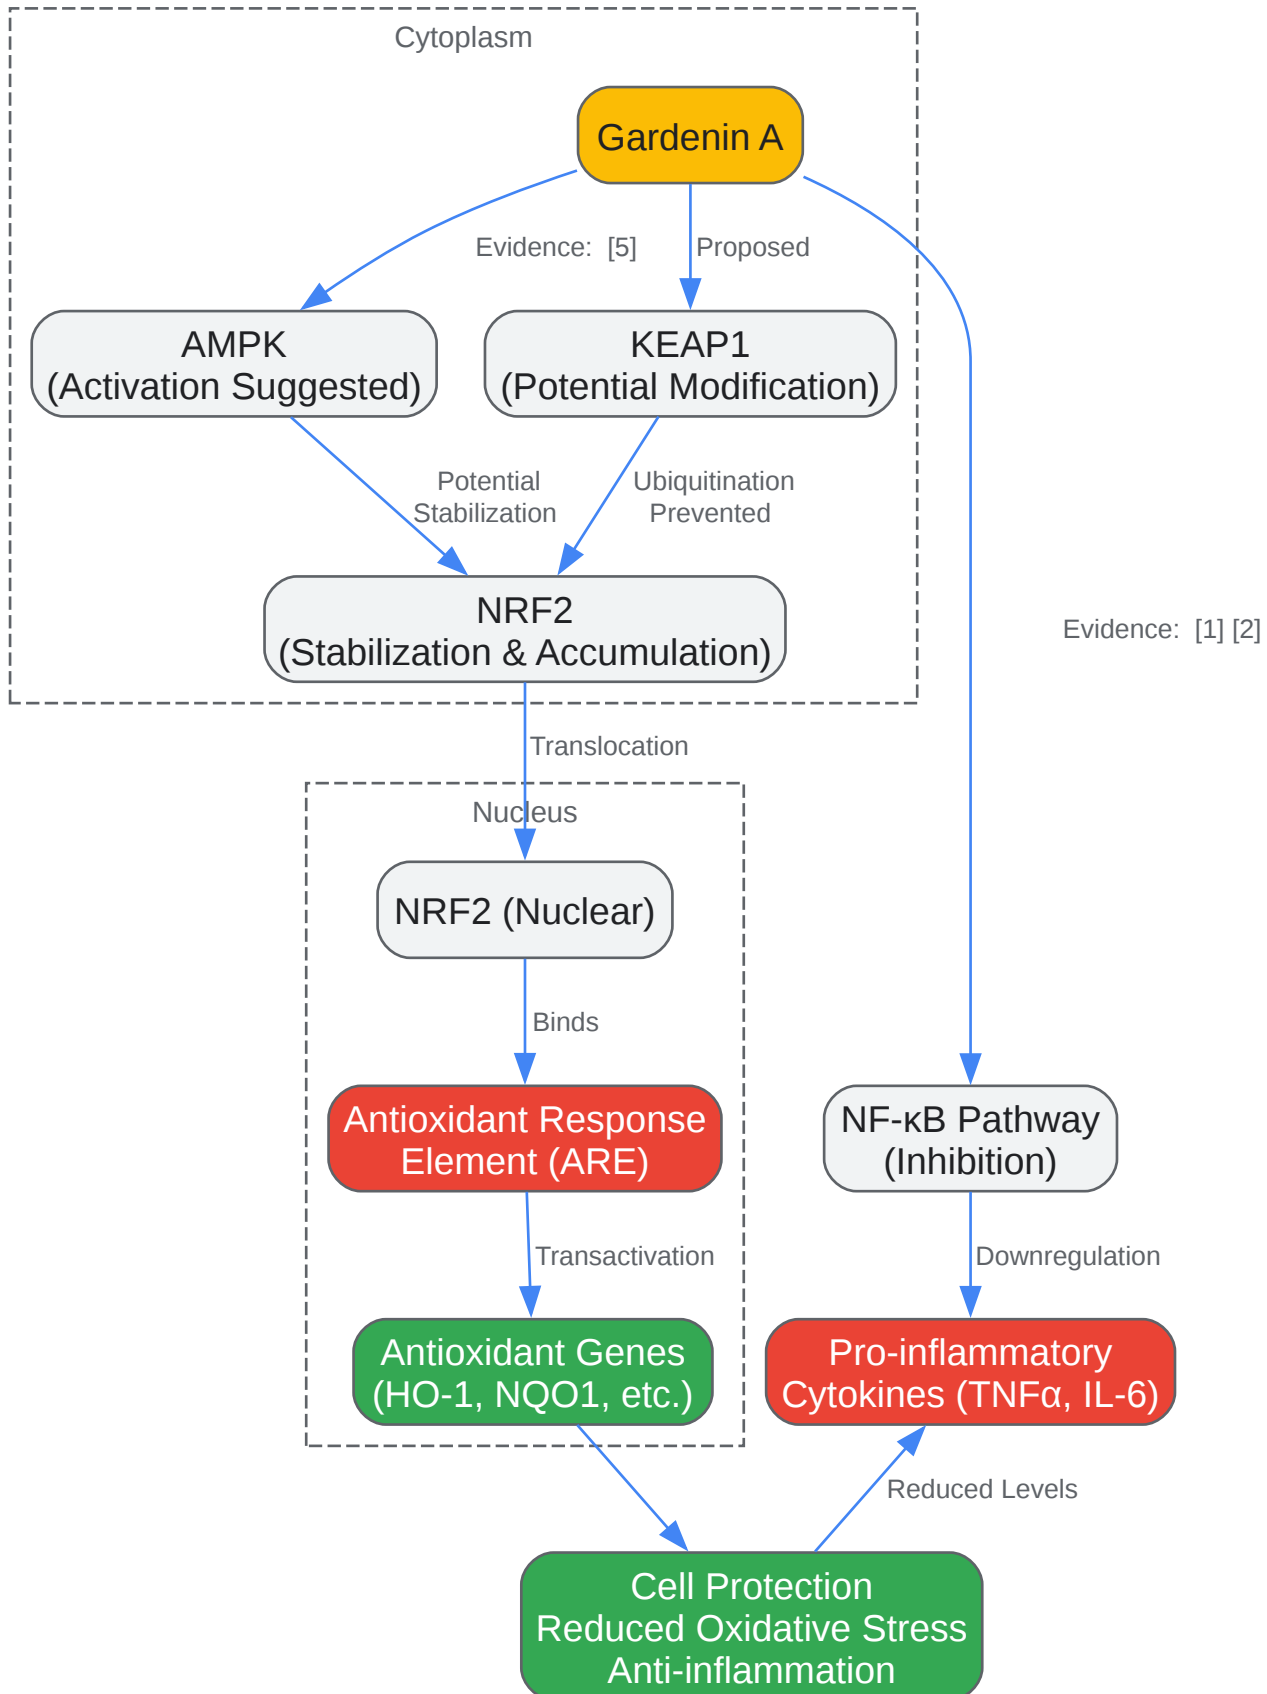 Cytoplasm
Gardenin A
Evidence:  [5]
Proposed
AMPK
(Activation Suggested)
KEAP1
(Potential Modification)
Potential
Stabilization
Ubiquitination
Prevented
NRF2
(Stabilization & Accumulation)
Evidence:  [1] [2]
Translocation
Nucleus
NRF2 (Nuclear)
Binds
Antioxidant Response
Element (ARE)
NF-κB Pathway
(Inhibition)
Transactivation
Downregulation
Antioxidant Genes
(HO-1, NQO1, etc.)
Pro-inflammatory
Cytokines (TNFα, IL-6)
Reduced Levels
Cell Protection
Reduced Oxidative Stress
Anti-inflammation